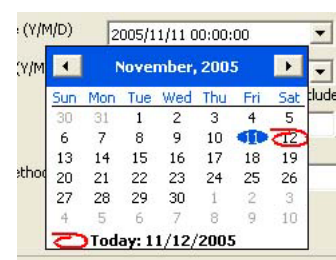 (Y/M/D) 2005/11/11 00:00:00
(Y/M
November, 2005
Sun Mon Tue Wed Thu Fri Sat
30 31 1 2 3 4 5
6 7 8 9 10 11 12
13 14 15 16 17 18 19
20 21 22 23 24 25 26
27 28 29 30 1 2 3
4 5 6 7 8 9 10
Today: 11/12/2005